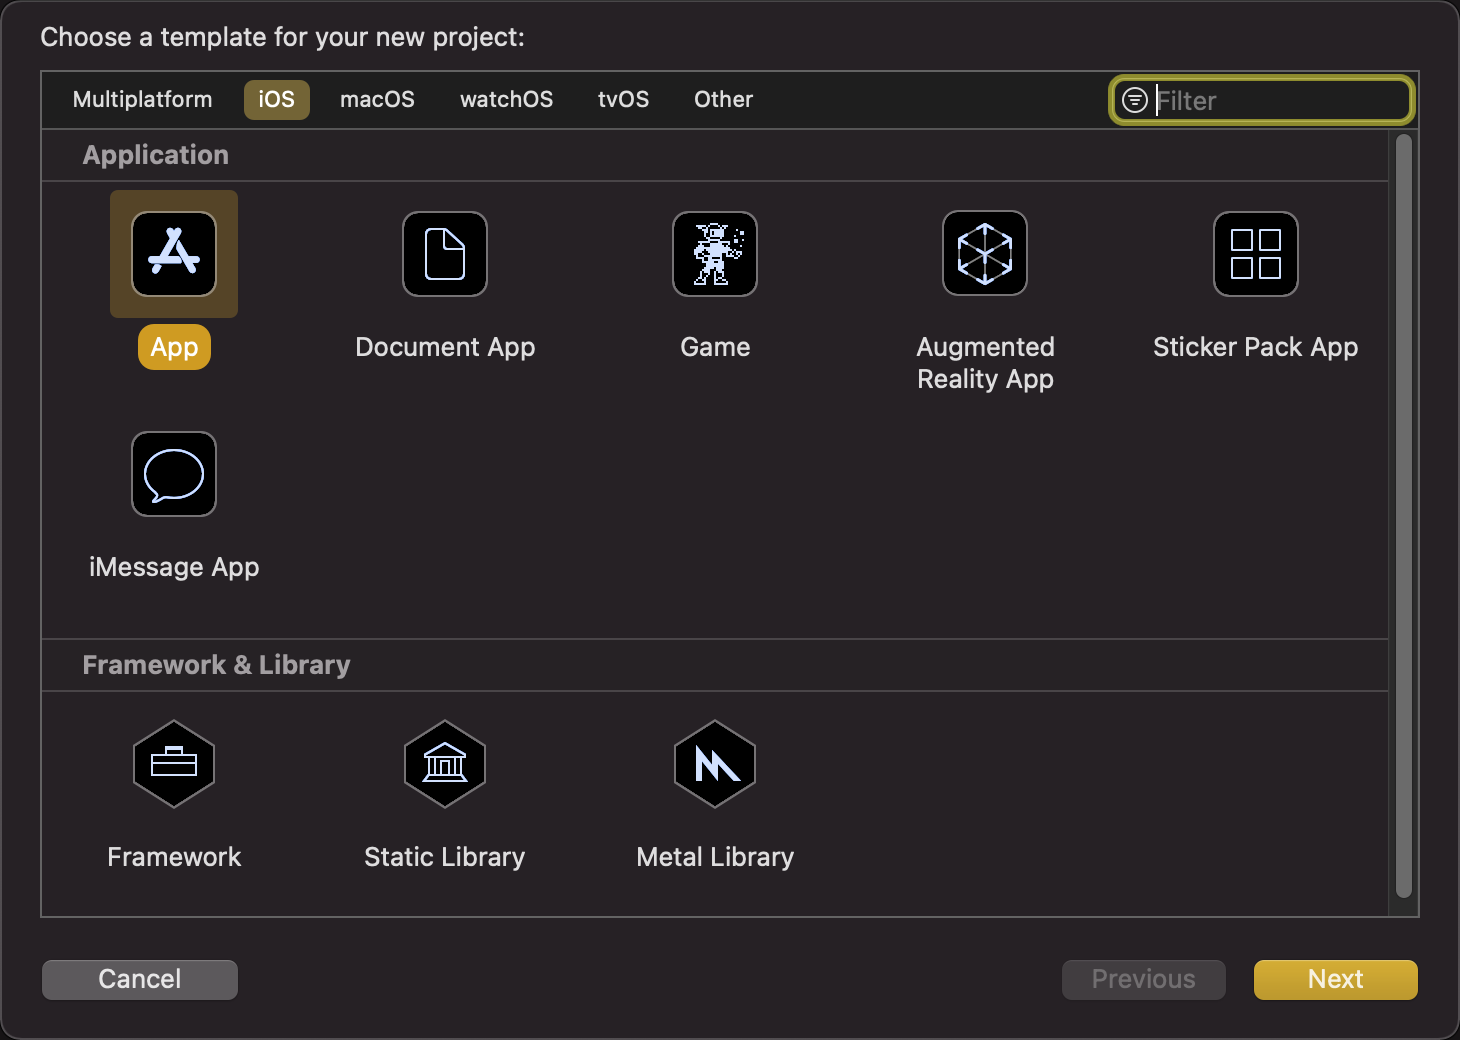 Choose a template for your new project:
Multiplatform iOS macOS watchOS tvOS Other Filter
Application
App Document App Game Augmented Reality App Sticker Pack App
iMessage App
Framework & Library
Framework Static Library Metal Library
Cancel Previous Next